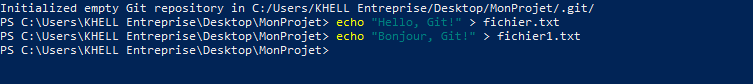 Initialized empty Git repository in C:/Users/KHELL Entreprise/Desktop/MonProjet/.git/
PS C:\Users\KHELL Entreprise\Desktop\MonProjet> echo "Hello, Git!" > fichier.txt
PS C:\Users\KHELL Entreprise\Desktop\MonProjet> echo "Bonjour, Git!" > fichier1.txt
PS C:\Users\KHELL Entreprise\Desktop\MonProjet>